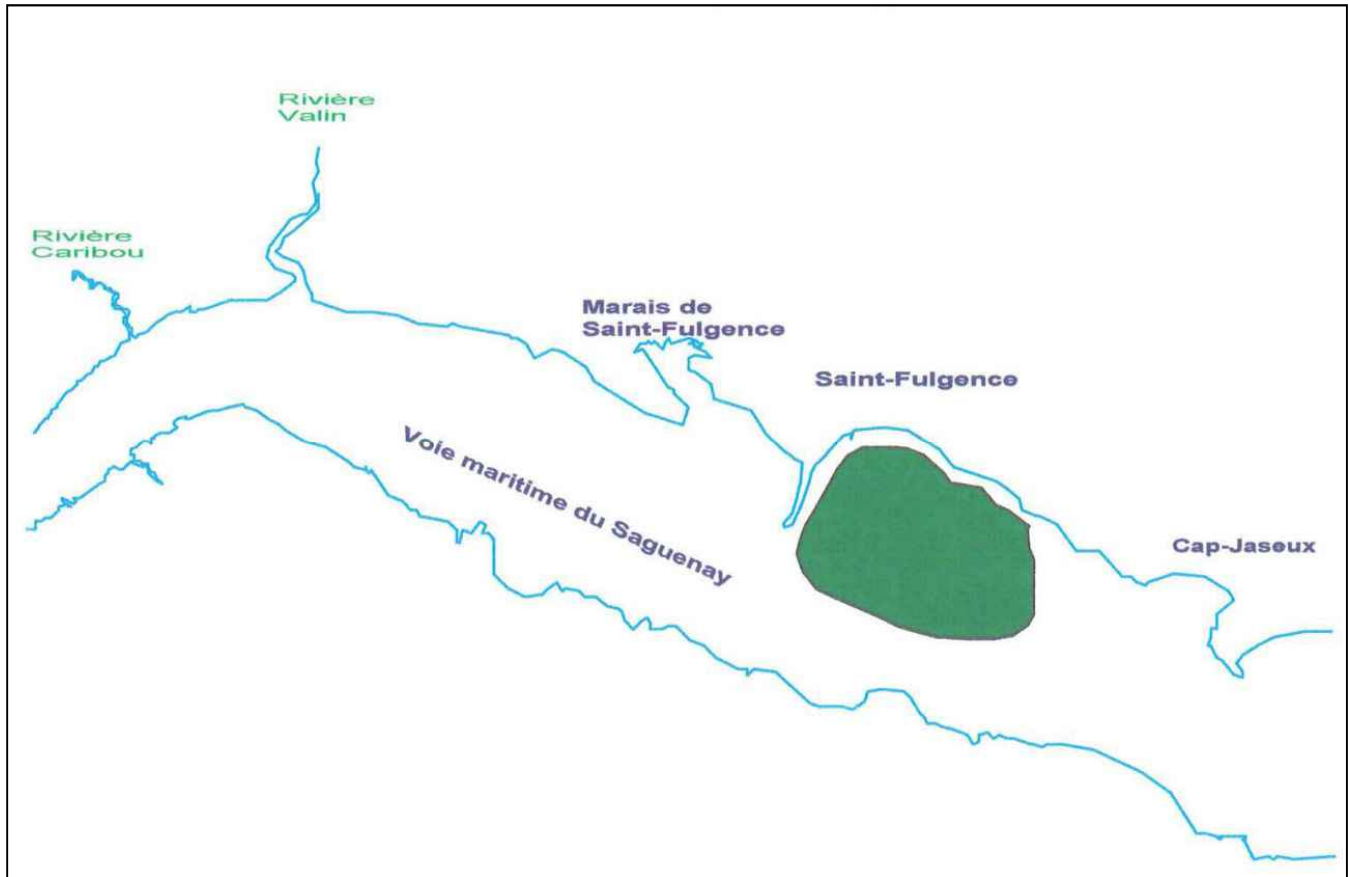 Rivière
Valin
Rivière
Caribou
Marais de
Saint-Fulgence
Saint-Fulgence
Voie maritime du Saguenay
Cap-Jaseux